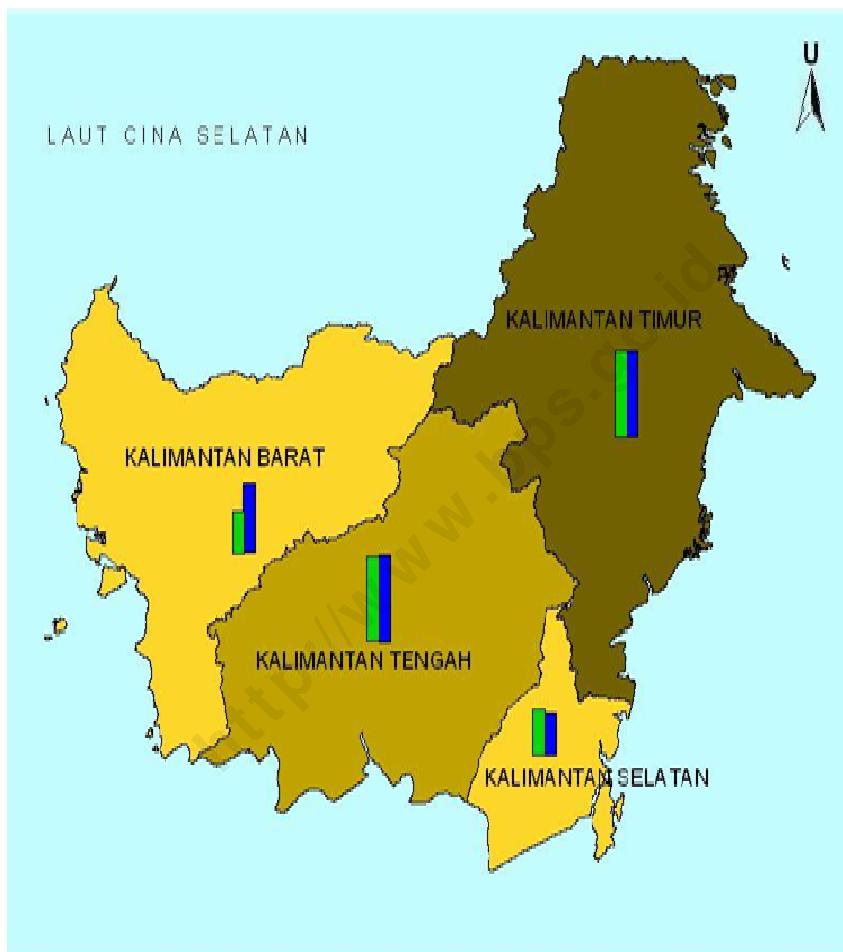 U
LAUT CINA SELATAN
KALIMANTAN TIMUR
KALIMANTAN BARAT
KALIMANTAN TENGAH
KALIMANTAN SELATAN
http://www.bps.go.id